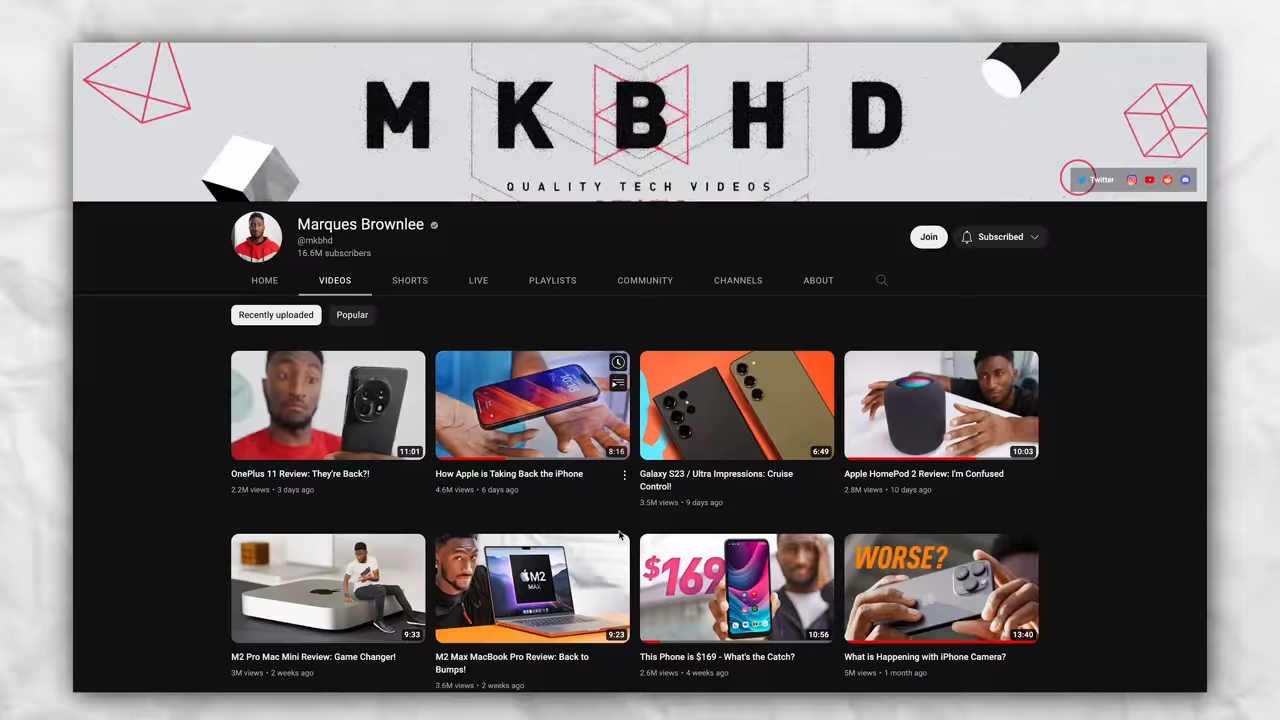 M K B H D
QUALITY TECH VIDEOS
Twitter
Marques Brownlee
@mkbhd
16.6M subscribers
Join
Subscribed
HOME
VIDEOS
SHORTS
LIVE
PLAYLISTS
COMMUNITY
CHANNELS
ABOUT
Recently uploaded
Popular
11:01
10:15
8:16
6:49
10:03
OnePlus 11 Review: They're Back?!
2.2M views • 3 days ago
How Apple is Taking Back the iPhone
4.6M views • 6 days ago
Galaxy S23 / Ultra Impressions: Cruise
Control!
3.5M views • 9 days ago
Apple HomePod 2 Review: I'm Confused
2.8M views • 10 days ago
9:33
M2
MAX
9:23
$169
10:56
WORSE?
13:40
M2 Pro Mac Mini Review: Game Changer!
3M views • 2 weeks ago
M2 Max MacBook Pro Review: Back to
Bumps!
3.6M views • 2 weeks ago
This Phone is $169 - What's the Catch?
2.6M views • 4 weeks ago
What is Happening with iPhone Camera?
5M views • 1 month ago